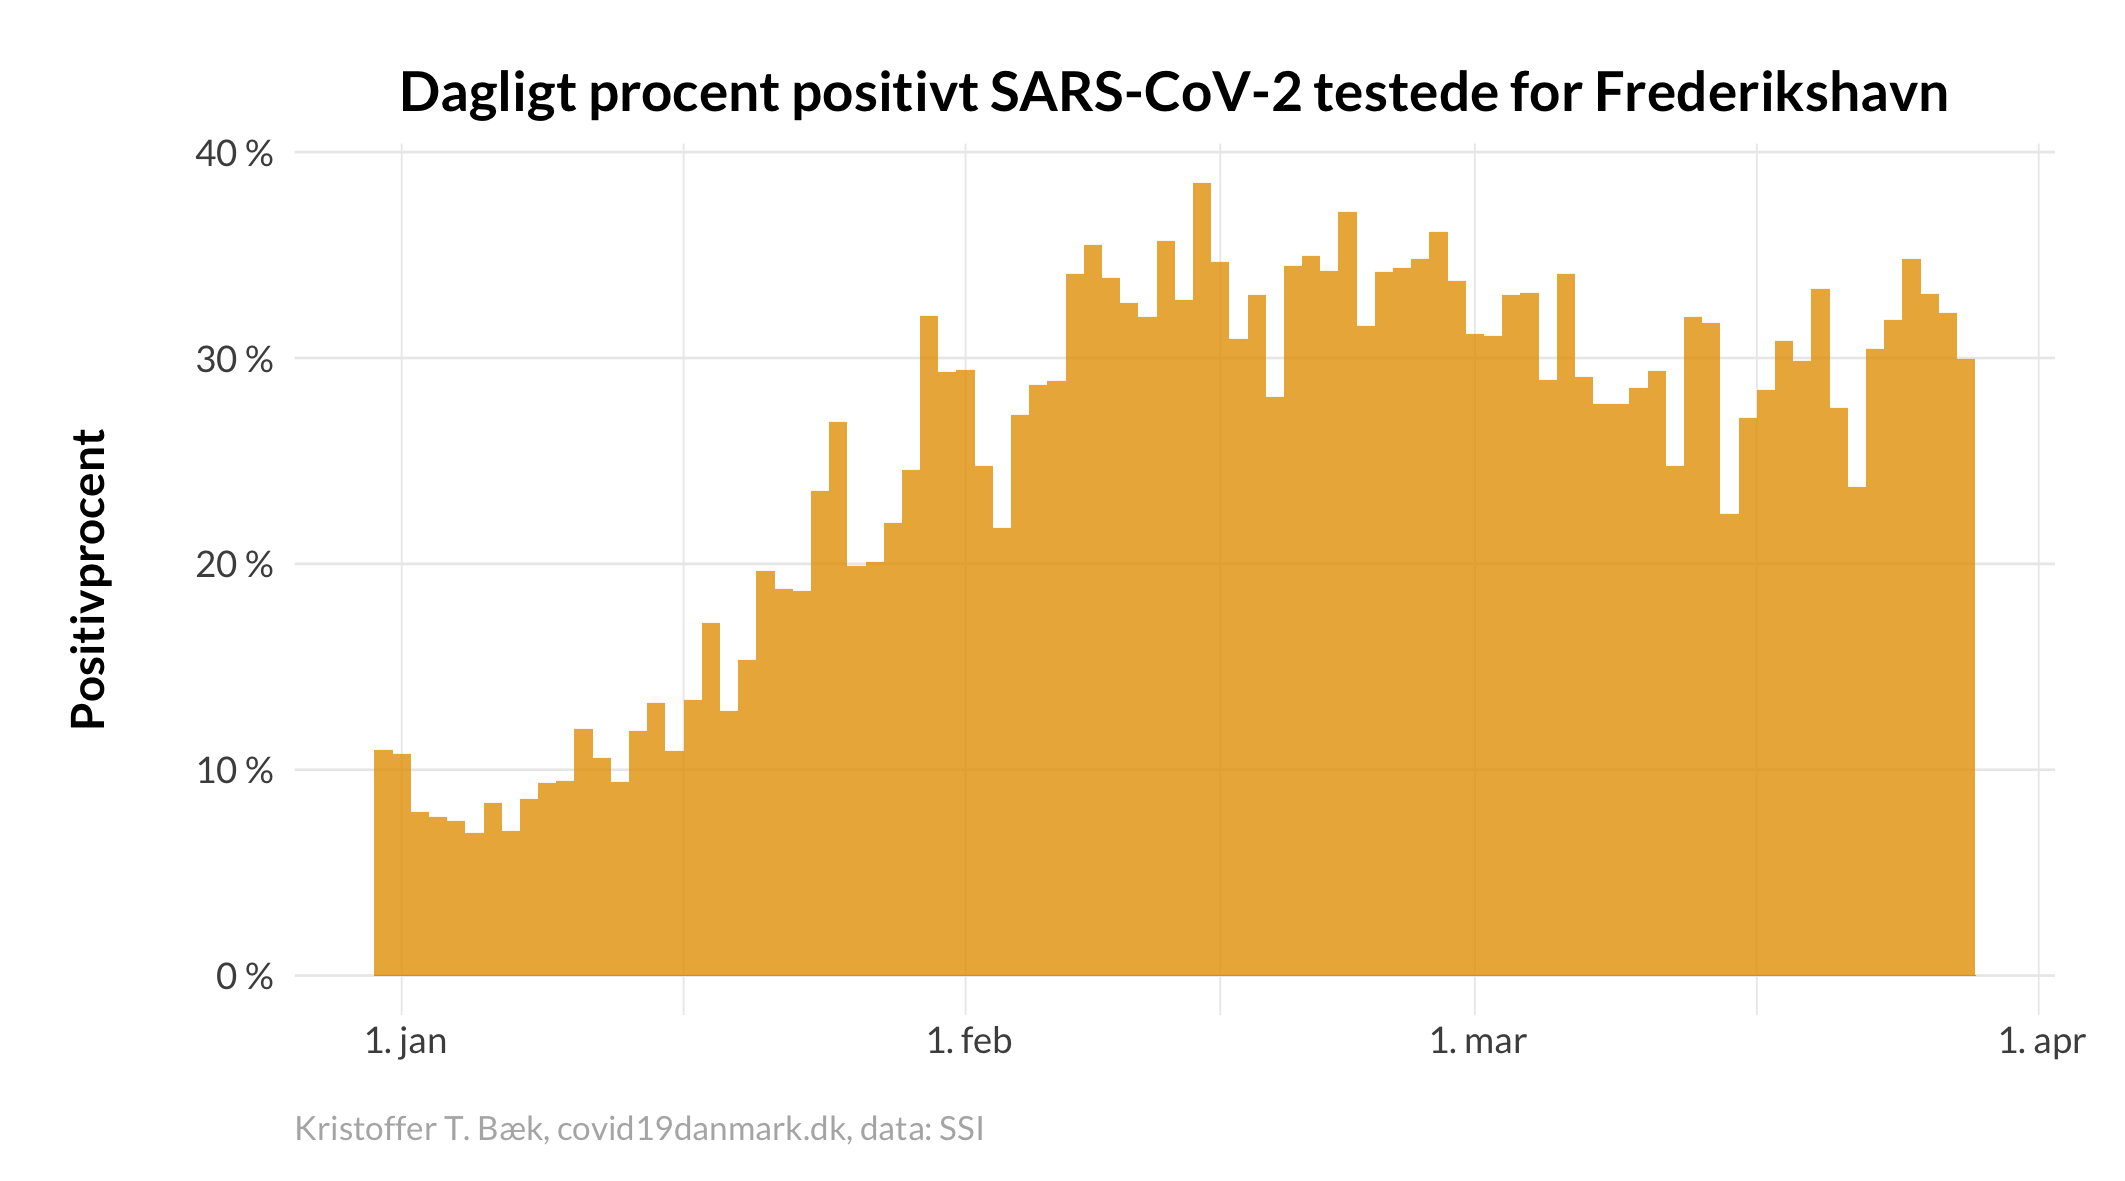 Dagligt procent positivt SARS-CoV-2 testede for Frederikshavn
Positivprocent
40 %
30 %
20 %
10 %
0 %
1. jan
1. feb
1. mar
1. apr
Kristoffer T. Bæk, covid19danmark.dk, data: SSI